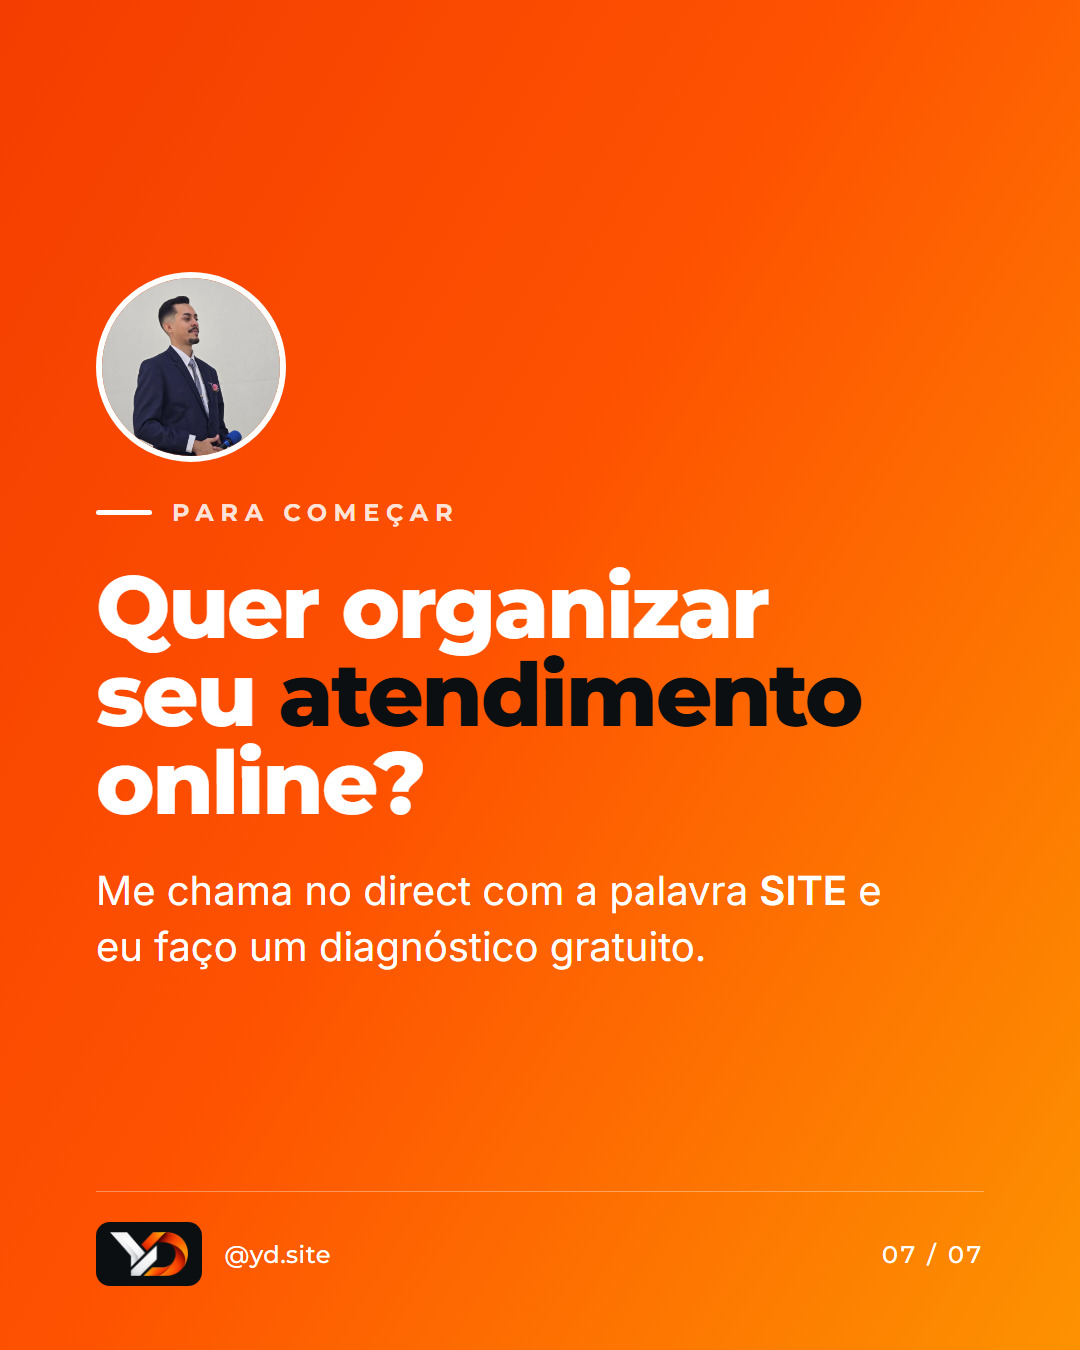 PARA COMEÇAR
Quer organizar
seu atendimento
online?
Me chama no direct com a palavra SITE e
eu faço um diagnóstico gratuito.
YD @yd.site 07 / 07